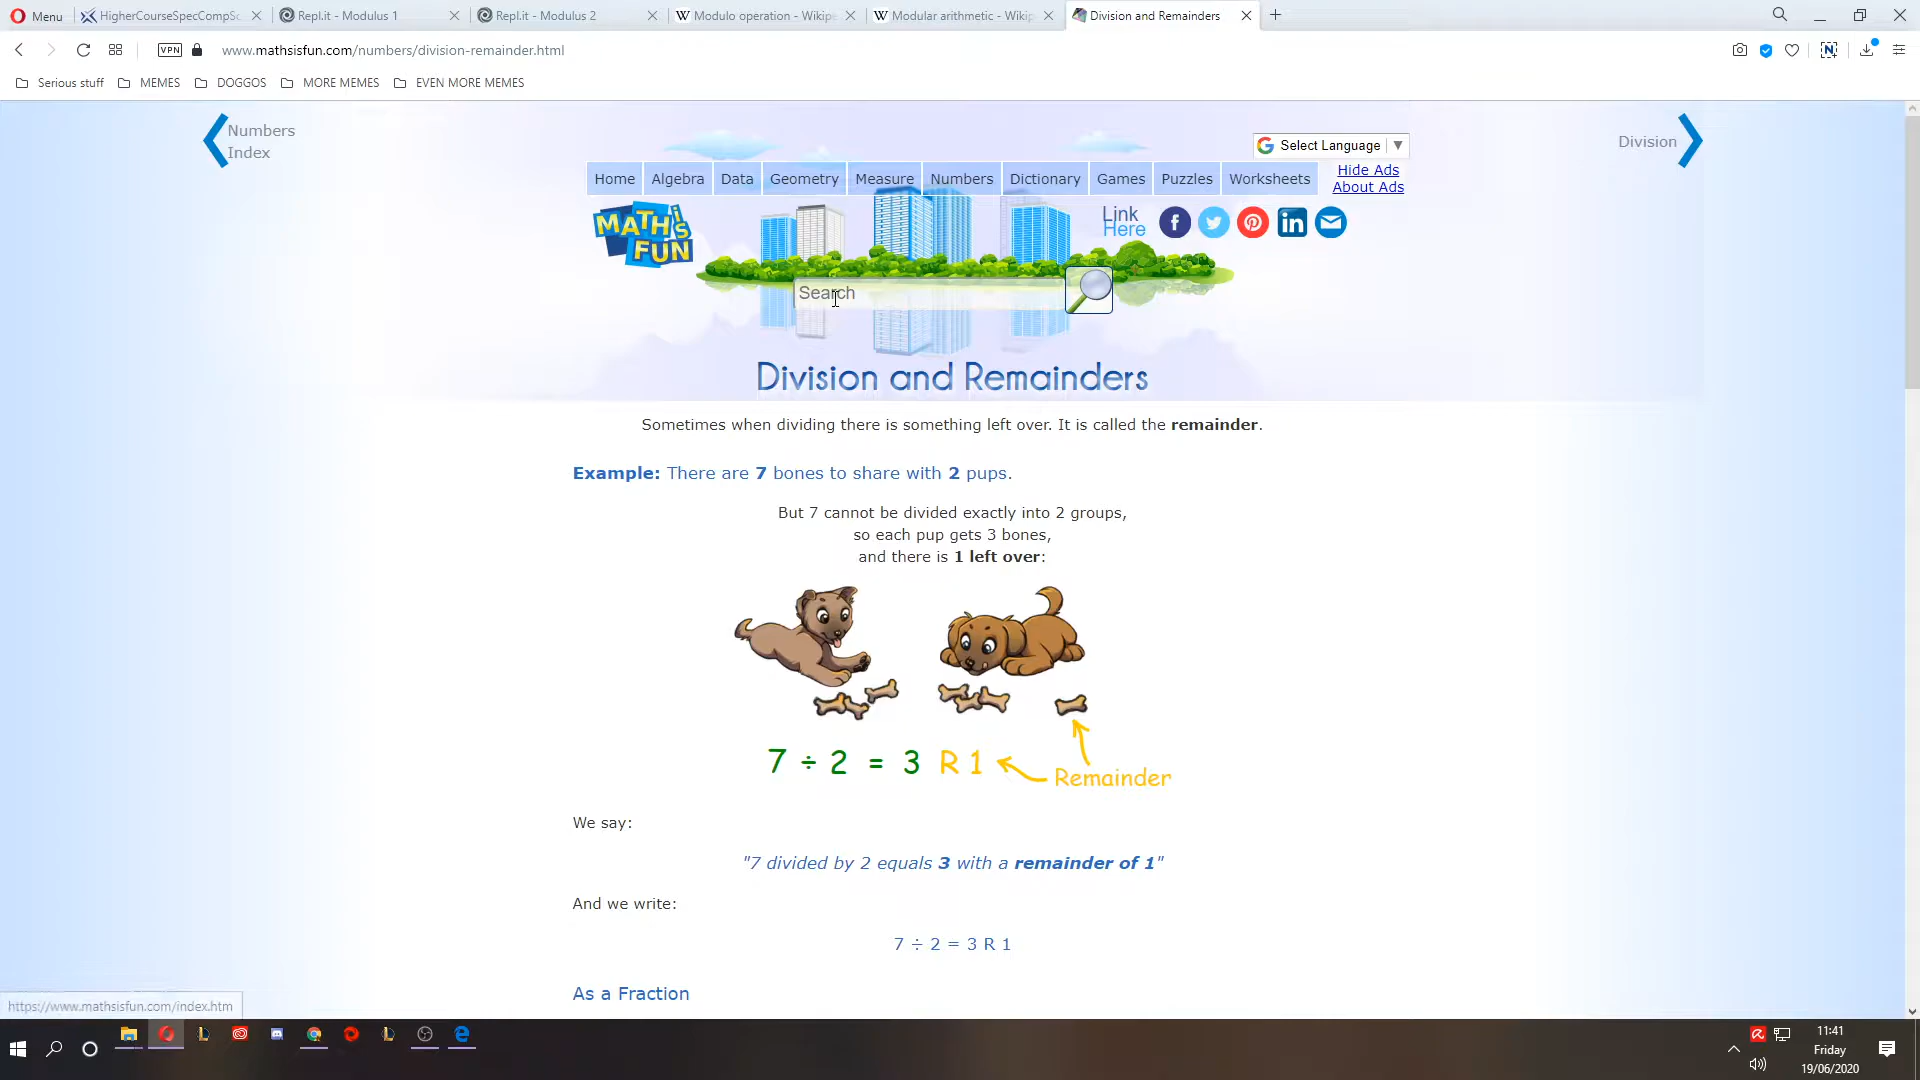 Menu
HigherCourseSpecCompSc
Repl.it - Modulus 1
Repl.it - Modulus 2
Modulo operation - Wikipe
Modular arithmetic - Wikip
Division and Remainders
VPN
www.mathsisfun.com/numbers/division-remainder.html
Serious stuff
MEMES
DOGGOS
MORE MEMES
EVEN MORE MEMES
Numbers
Index
Select Language
Division
Home
Algebra
Data
Geometry
Measure
Numbers
Dictionary
Games
Puzzles
Worksheets
Hide Ads
About Ads
MATH iS
FUN
Link
Here
Search
Division and Remainders
Sometimes when dividing there is something left over. It is called the remainder.
Example: There are 7 bones to share with 2 pups.
But 7 cannot be divided exactly into 2 groups,
so each pup gets 3 bones,
and there is 1 left over:
7 ÷ 2 = 3 R 1
Remainder
We say:
"7 divided by 2 equals 3 with a remainder of 1"
And we write:
7 ÷ 2 = 3 R 1
As a Fraction
https://www.mathsisfun.com/index.htm
11:41
Friday
19/06/2020